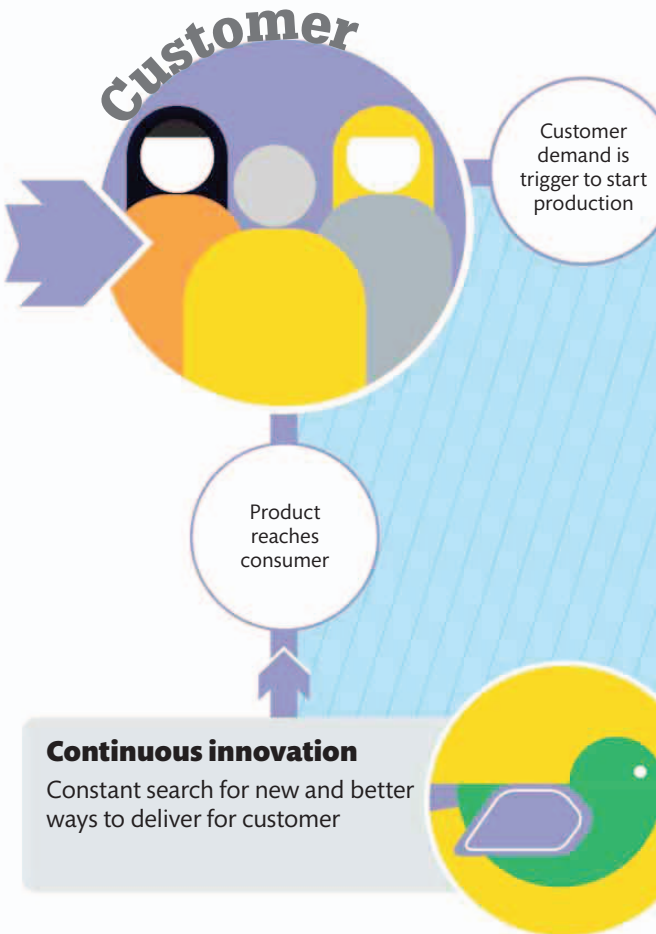 Customer
Customer
demand is
trigger to start
production
Product
reaches
consumer
Continuous innovation
Constant search for new and better
ways to deliver for customer